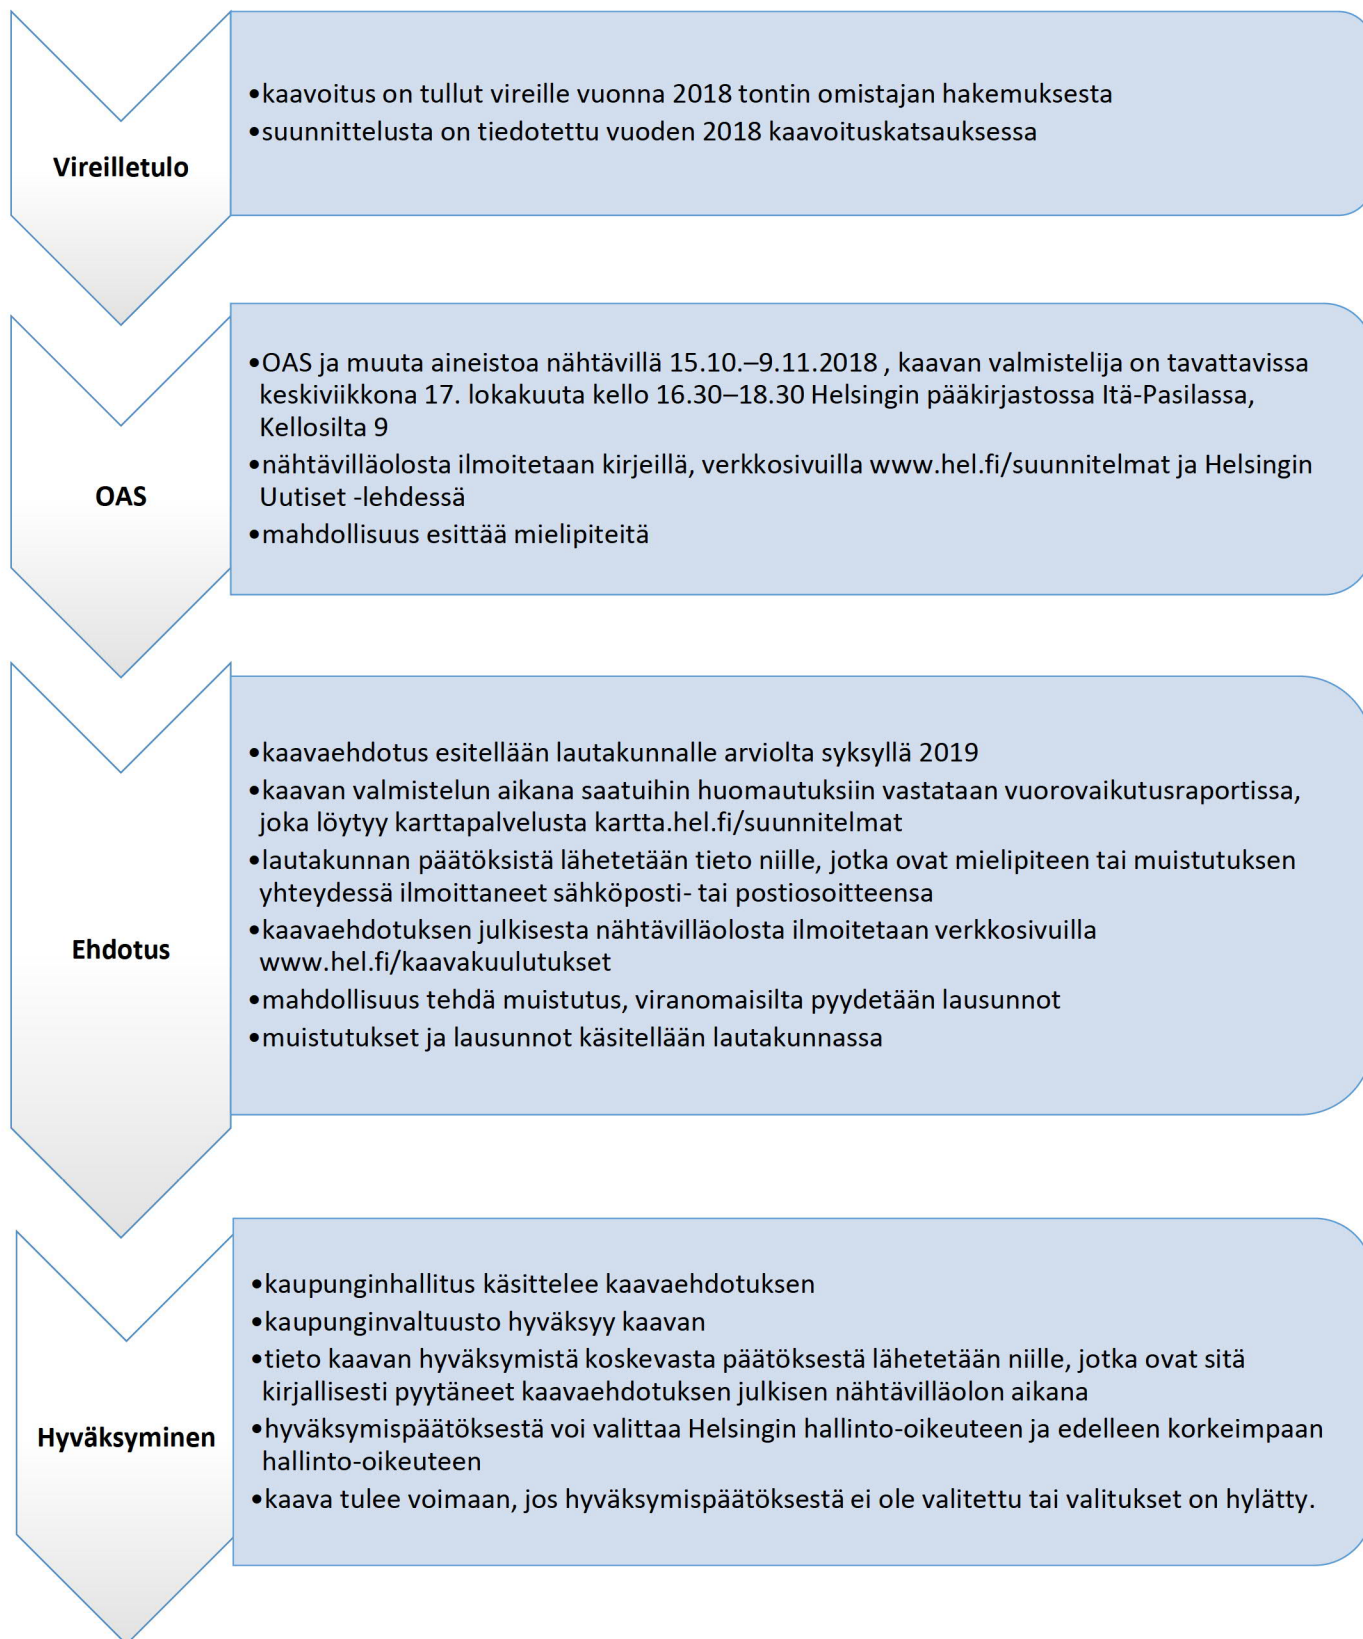 Vireilletulo
•kaavoitus on tullut vireille vuonna 2018 tontin omistajan hakemuksesta
•suunnittelusta on tiedotettu vuoden 2018 kaavoituskatsauksessa
OAS
•OAS ja muuta aineistoa nähtävillä 15.10.–9.11.2018 , kaavan valmistelija on tavattavissa
keskiviikkona 17. lokakuuta kello 16.30–18.30 Helsingin pääkirjastossa Itä-Pasilassa,
Kellosilta 9
•nähtävilläolosta ilmoitetaan kirjeillä, verkkosivuilla www.hel.fi/suunnitelmat ja Helsingin
Uutiset -lehdessä
•mahdollisuus esittää mielipiteitä
Ehdotus
•kaavaehdotus esitellään lautakunnalle arviolta syksyllä 2019
•kaavan valmistelun aikana saatuihin huomautuksiin vastataan vuorovaikutusraportissa,
joka löytyy karttapalvelusta kartta.hel.fi/suunnitelmat
•lautakunnan päätöksistä lähetetään tieto niille, jotka ovat mielipiteen tai muistutuksen
yhteydessä ilmoittaneet sähköposti- tai postiosoitteensa
•kaavaehdotuksen julkisesta nähtävilläolosta ilmoitetaan verkkosivuilla
www.hel.fi/kaavakuulutukset
•mahdollisuus tehdä muistutus, viranomaisilta pyydetään lausunnot
•muistutukset ja lausunnot käsitellään lautakunnassa
Hyväksyminen
•kaupunginhallitus käsittelee kaavaehdotuksen
•kaupunginvaltuusto hyväksyy kaavan
•tieto kaavan hyväksymistä koskevasta päätöksestä lähetetään niille, jotka ovat sitä
kirjallisesti pyytäneet kaavaehdotuksen julkisen nähtävilläolon aikana
•hyväksymispäätöksestä voi valittaa Helsingin hallinto-oikeuteen ja edelleen korkeimpaan
hallinto-oikeuteen
•kaava tulee voimaan, jos hyväksymispäätöksestä ei ole valitettu tai valitukset on hylätty.